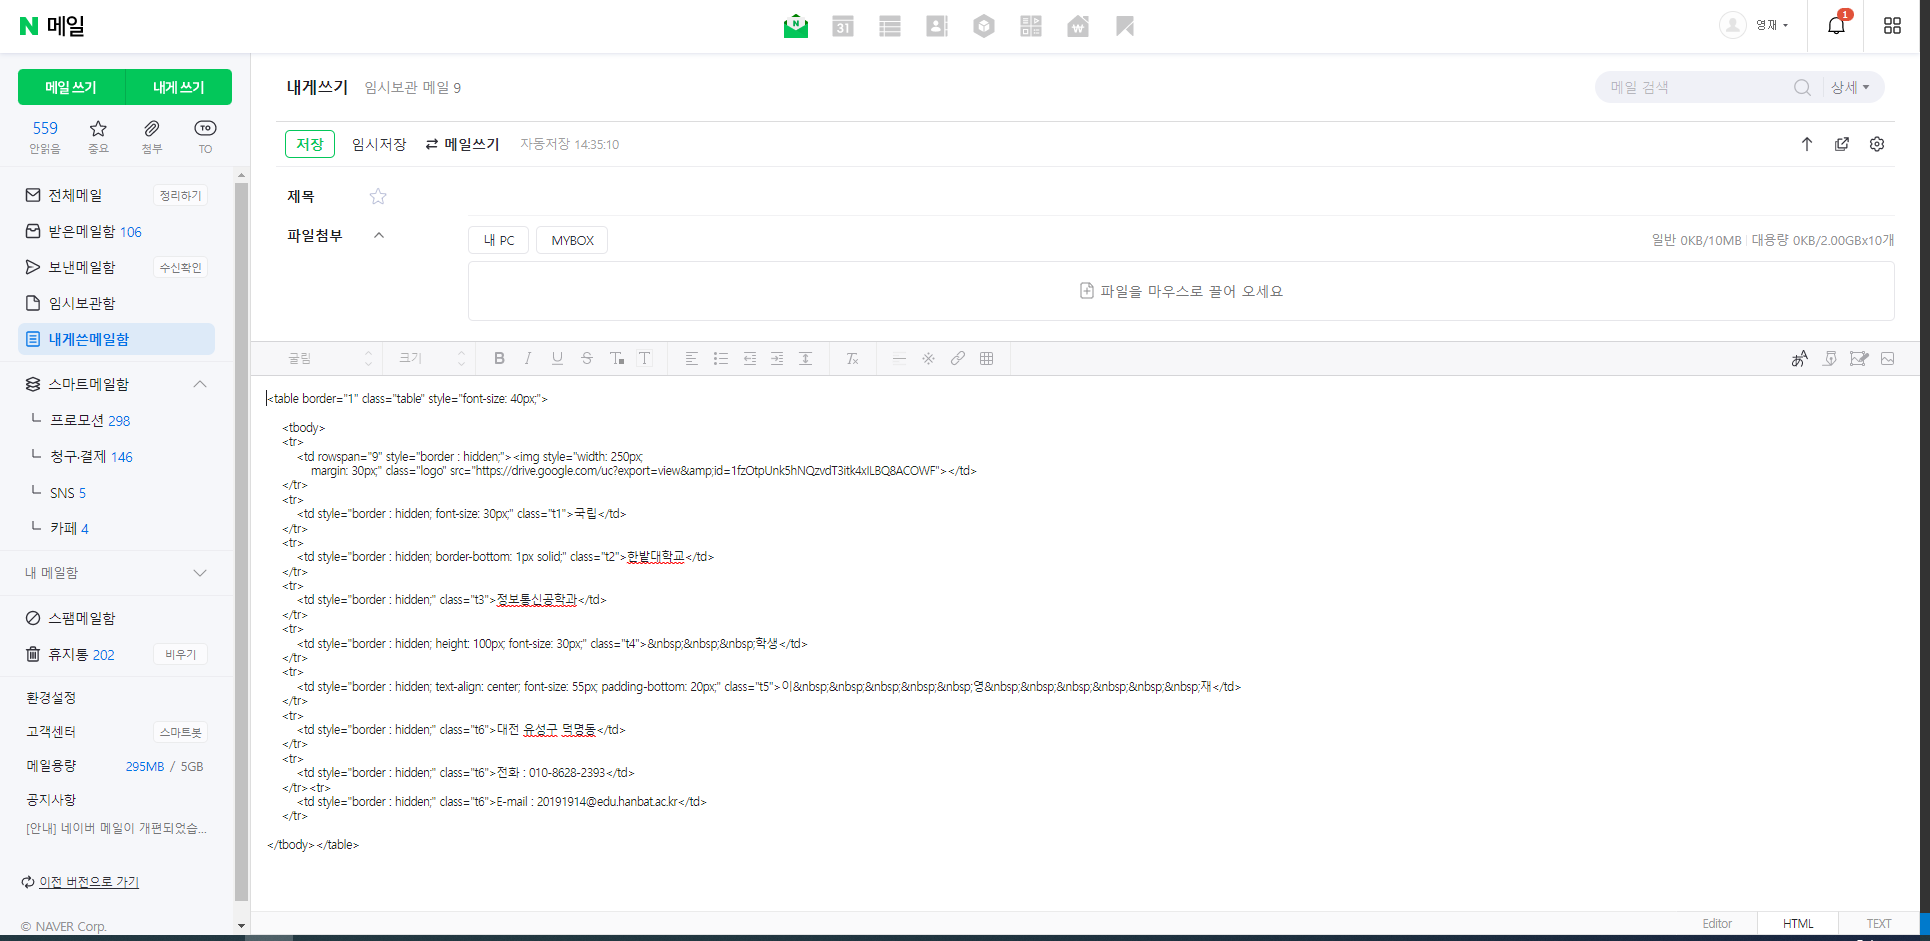 N 메일
31
영재
1
메일 쓰기 내게 쓰기
559
안읽음 중요 첨부 TO
전체메일 정리하기
받은메일함 106
보낸메일함 수신확인
임시보관함
내게쓴메일함
스마트메일함
프로모션 298
청구·결제 146
SNS 5
카페 4
내 메일함
스팸메일함
휴지통 202 비우기
환경설정
고객센터 스마트봇
메일용량 295MB / 5GB
공지사항
[안내] 네이버 메일이 개편되었습...
이전 버전으로 가기
© NAVER Corp.
내게쓰기 임시보관 메일 9
메일 검색 상세
저장 임시저장 메일쓰기 자동저장 14:35:10
제목
파일첨부 내 PC MYBOX 일반 0KB/10MB 대용량 0KB/2.00GBx10개
파일을 마우스로 끌어 오세요
굴림 크기
<table border="1" class="table" style="font-size: 40px;">
<tbody>
<tr>
<td rowspan="9" style="border : hidden;"><img style="width: 250px;
margin: 30px;" class="logo" src="https://drive.google.com/uc?export=view&amp;id=1fzOtpUnk5hNQzvdT3itk4xILBQ8ACOWF"></td>
</tr>
<tr>
<td style="border : hidden; font-size: 30px;" class="t1">국립</td>
</tr>
<tr>
<td style="border : hidden; border-bottom: 1px solid;" class="t2">한밭대학교</td>
</tr>
<tr>
<td style="border : hidden;" class="t3">정보통신공학과</td>
</tr>
<tr>
<td style="border : hidden; height: 100px; font-size: 30px;" class="t4">&nbsp;&nbsp;&nbsp;학생</td>
</tr>
<tr>
<td style="border : hidden; text-align: center; font-size: 55px; padding-bottom: 20px;" class="t5">이&nbsp;&nbsp;&nbsp;&nbsp;&nbsp;영&nbsp;&nbsp;&nbsp;&nbsp;&nbsp;&nbsp;재</td>
</tr>
<tr>
<td style="border : hidden;" class="t6">대전 유성구 덕명동</td>
</tr>
<tr>
<td style="border : hidden;" class="t6">전화 : 010-8628-2393</td>
</tr><tr>
<td style="border : hidden;" class="t6">E-mail : 20191914@edu.hanbat.ac.kr</td>
</tr>
</tbody></table>
Editor HTML TEXT